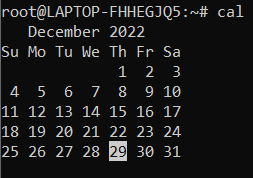 root@LAPTOP-FHHEGJQ5:~# cal
   December 2022
Su Mo Tu We Th Fr Sa
             1  2  3
 4  5  6  7  8  9 10
11 12 13 14 15 16 17
18 19 20 21 22 23 24
25 26 27 28 29 30 31